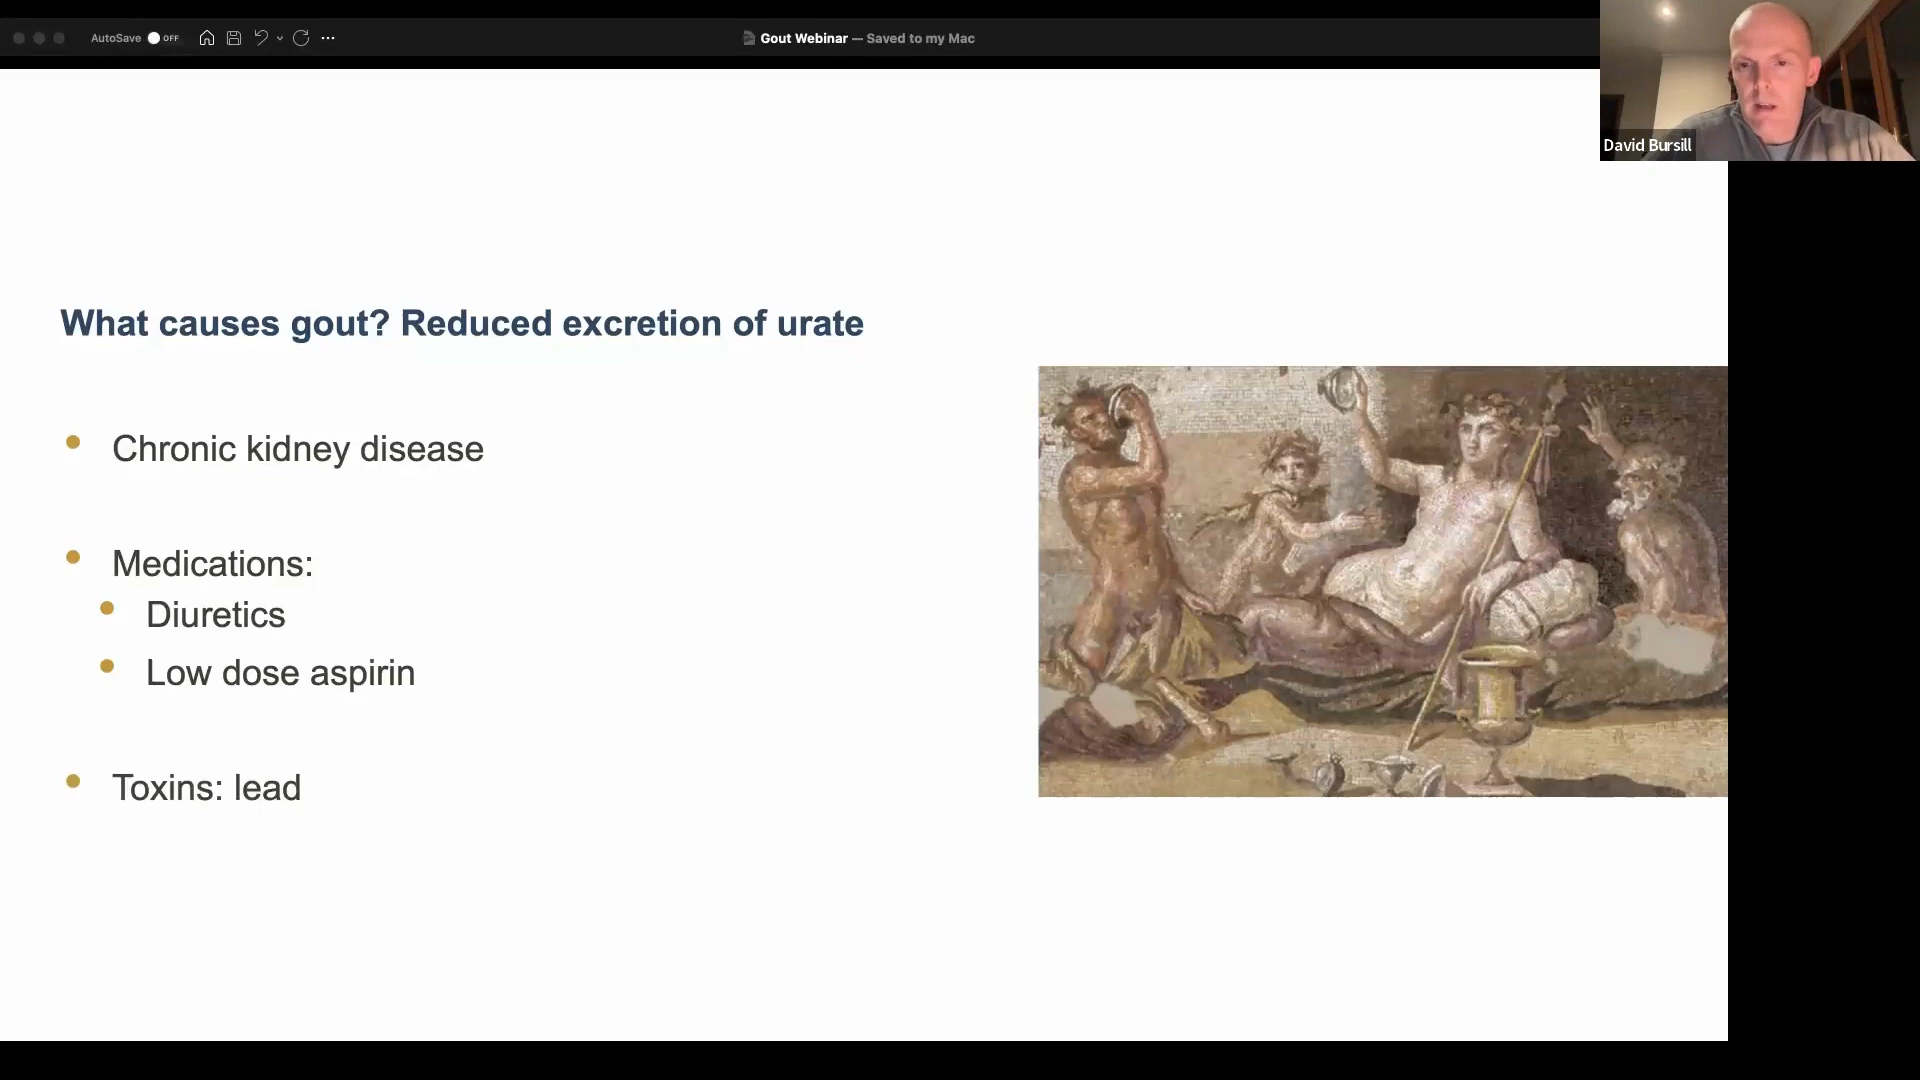 AutoSave OFF
Gout Webinar — Saved to my Mac
David Bursill
What causes gout? Reduced excretion of urate
• Chronic kidney disease
• Medications:
• Diuretics
• Low dose aspirin
• Toxins: lead